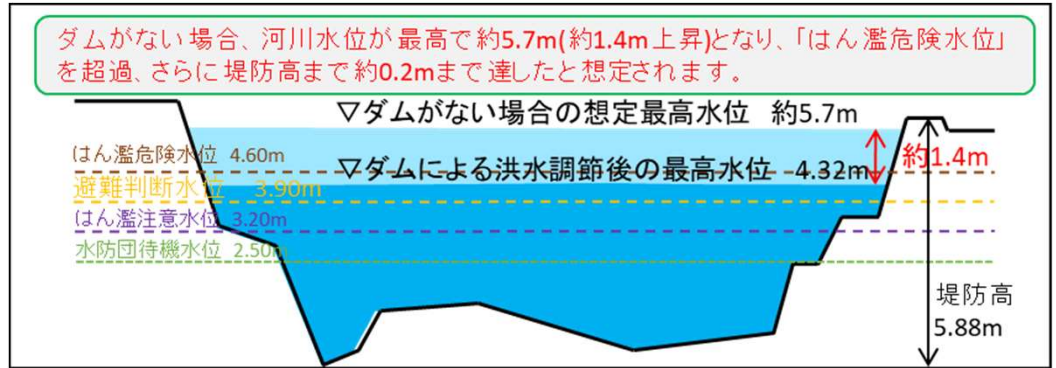 ダムがない場合、河川水位が最高で約5.7m(約1.4m上昇)となり、「はん濫危険水位」
を超過、さらに堤防高まで約0.2mまで達したと想定されます。
▽ダムがない場合の想定最高水位 約5.7m
はん濫危険水位 4.60m
▽ダムによる洪水調節後の最高水位 4.32m
約1.4m
避難判断水位 3.90m
はん濫注意水位 3.20m
水防団待機水位 2.50m
堤防高
5.88m